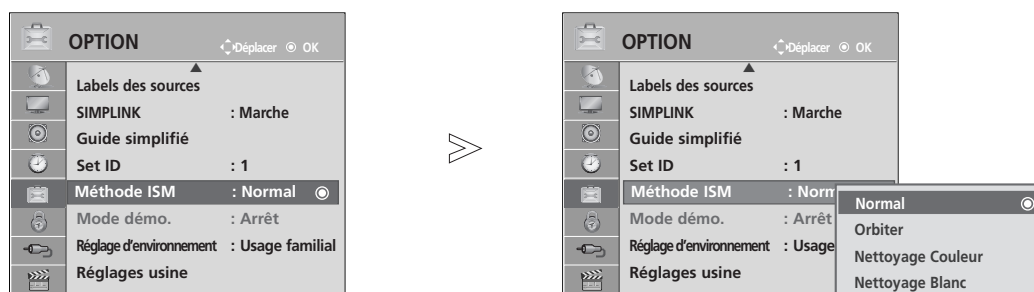 OPTION
Déplacer OK
Labels des sources
SIMPLINK : Marche
Guide simplifié
Set ID : 1
Méthode ISM : Normal
Mode démo. : Arrêt
Réglage d'environnement : Usage familial
Réglages usine
OPTION
Déplacer OK
Labels des sources
SIMPLINK : Marche
Guide simplifié
Set ID : 1
Méthode ISM : Norm
Mode démo. : Arrêt
Réglage d'environnement : Usage
Réglages usine
Normal
Orbiter
Nettoyage Couleur
Nettoyage Blanc